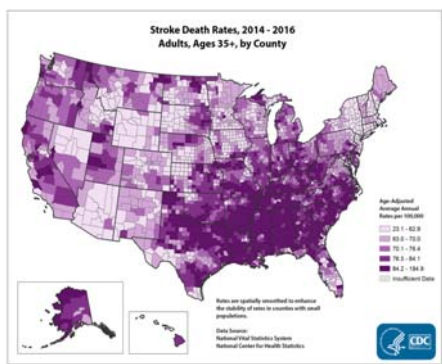 Stroke Death Rates, 2014 - 2016
Adults, Ages 35+, by County
Age-Adjusted
Average Annual
Rates per 100,000
23.1 - 62.9
63.0 - 70.0
70.1 - 76.4
76.5 - 84.1
84.2 - 184.9
Insufficient Data
Rates are spatially smoothed to enhance
the stability of rates in counties with small
populations.
Data Source:
National Vital Statistics System
National Center for Health Statistics
CDC